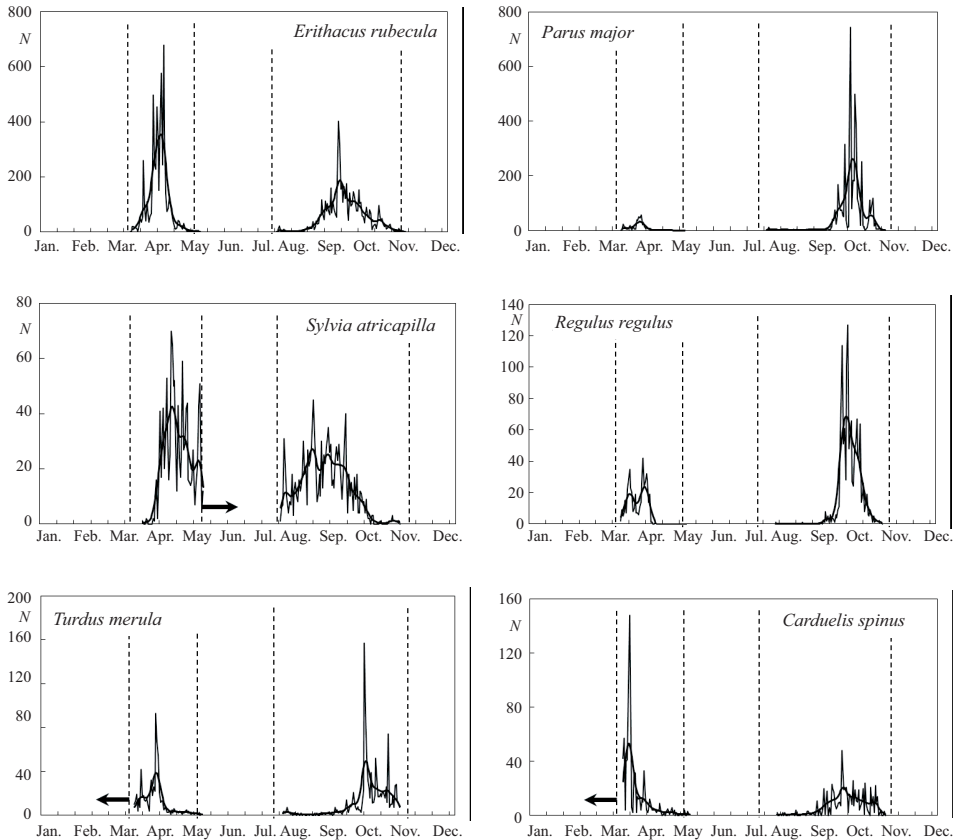 800
N
Erithacus rubecula
600
400
200
0
Jan. Feb. Mar. Apr. May Jun. Jul. Aug. Sep. Oct. Nov. Dec.
800
N
Parus major
600
400
200
0
Jan. Feb. Mar. Apr. May Jun. Jul. Aug. Sep. Oct. Nov. Dec.
80
N
Sylvia atricapilla
60
40
20
0
Jan. Feb. Mar. Apr. May Jun. Jul. Aug. Sep. Oct. Nov. Dec.
140
N
Regulus regulus
120
100
80
60
40
20
0
Jan. Feb. Mar. Apr. May Jun. Jul. Aug. Sep. Oct. Nov. Dec.
200
N
Turdus merula
160
120
80
40
0
Jan. Feb. Mar. Apr. May Jun. Jul. Aug. Sep. Oct. Nov. Dec.
160
N
Carduelis spinus
120
80
40
0
Jan. Feb. Mar. Apr. May Jun. Jul. Aug. Sep. Oct. Nov. Dec.